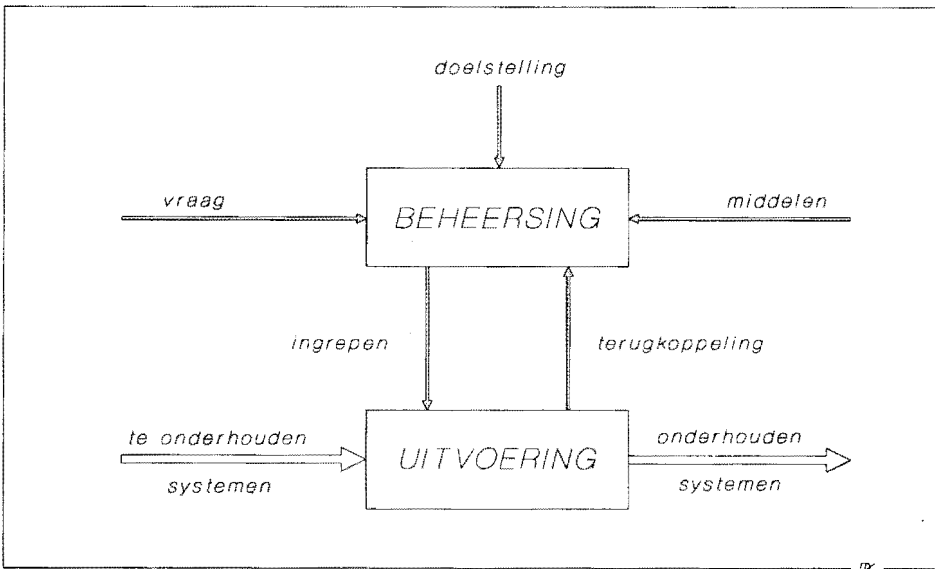 doelstelling
vraag
BEHEERSING
middelen
ingrepen
terugkoppeling
te onderhouden
systemen
UITVOERING
onderhouden
systemen